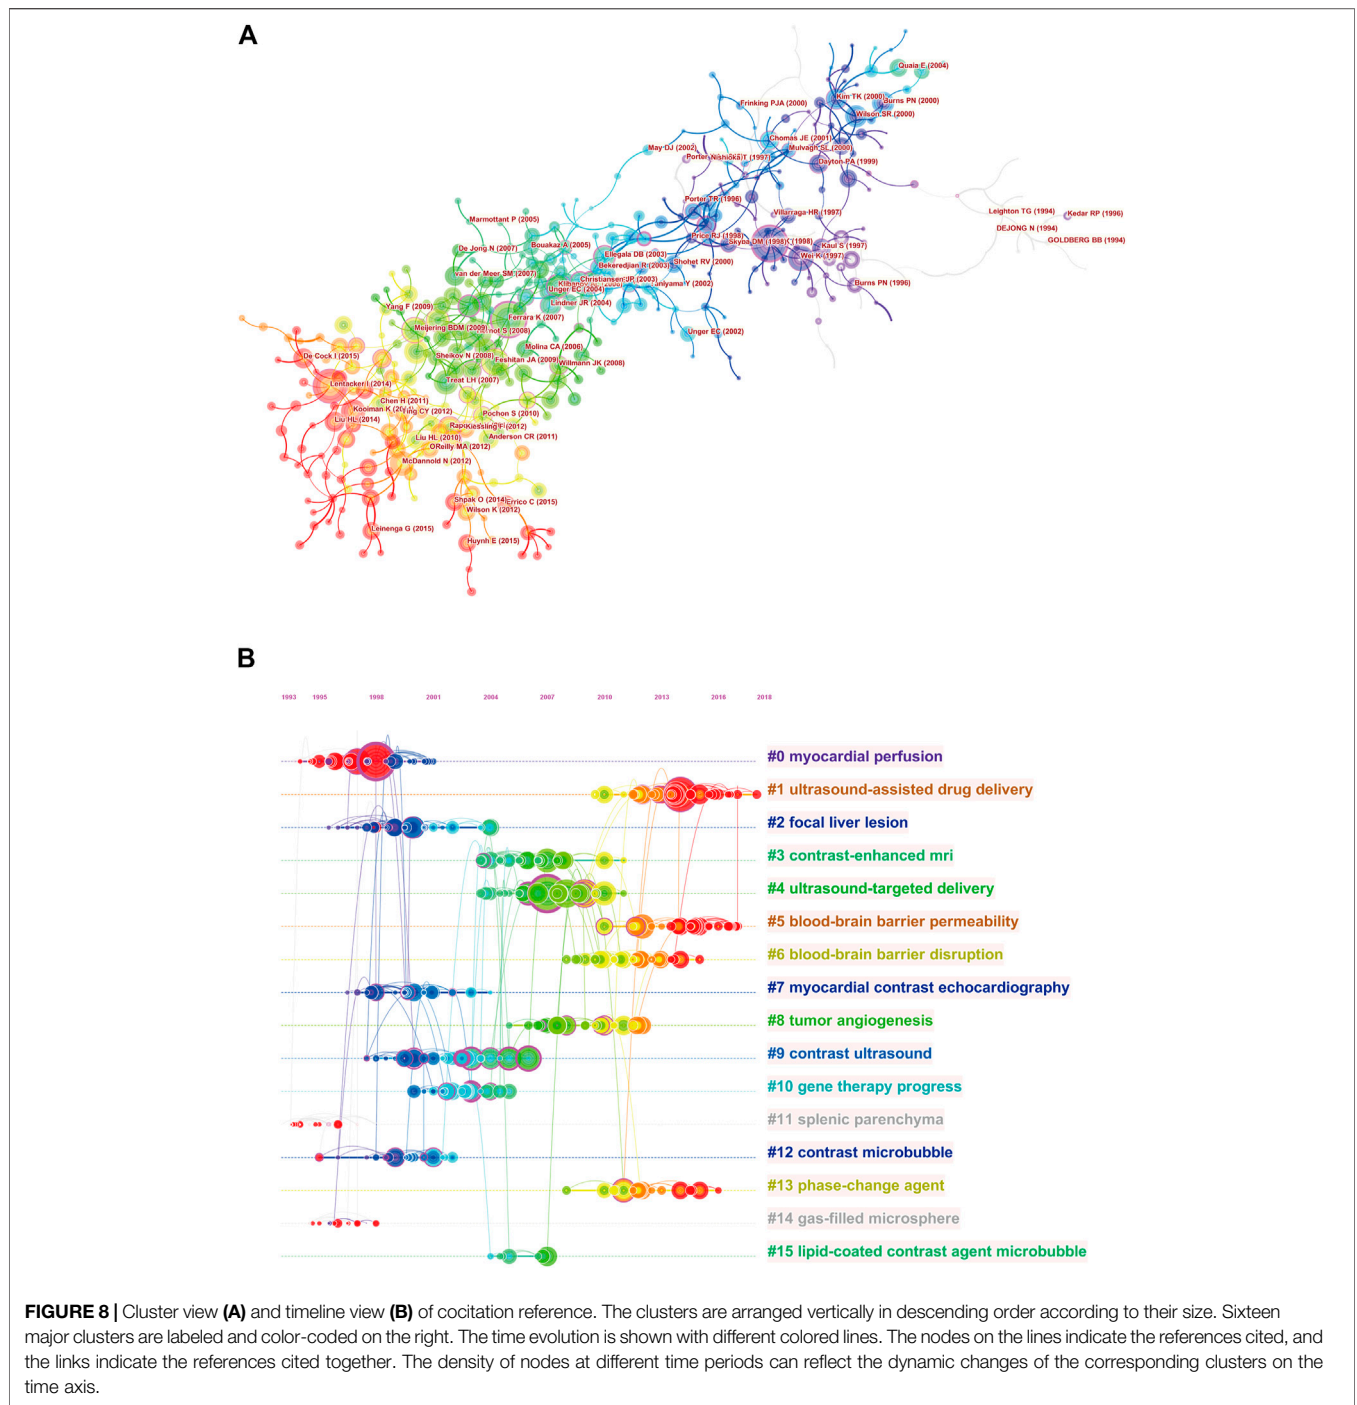 A
Quaia E (2004)
Kim TK (2000)
Burns PN (2000)
Frinking PJA (2000)
Wilson SR (2000)
Chomas JE (2001)
May DJ (2002)
Mulvagh SL (2000)
Porter
Nishioka T (1997)
Dayton PA (1999)
Porter TR (1996)
Villarraga HR (1997)
Leighton TG (1994)
Kedar RP (1996)
DEJONG N (1994)
GOLDBERG BB (1994)
Marmottant P (2005)
Price RJ (1998)
Skyba DM (1998)
(1998)
Kaul S (1997)
De Jong N (2007)
Bouakaz A (2005)
Ellegala DB (2003)
Wei K (1997)
Bekeredjian R (2003)
Shohet RV (2000)
van der Meer SM (2007)
Christiansen JP (2003)
Unger EC (2004)
aniyama Y (2002)
Burns PN (1996)
Yang F (2009)
Lindner JR (2004)
Ferrara K (2007)
Meijering BDM (2009)
not S (2008)
Unger EC (2002)
Molina CA (2006)
De Cock I (2015)
Sheikov N (2008)
Feshitan JA (2009)
Willmann JK (2008)
Lentacker I (2014)
Treat LH (2007)
Chen H (2011)
Kooiman K
ing CY (2012)
Pochon S (2010)
Liu HL (2014)
Kiessling F (2012)
Liu HL (2010)
Anderson CR (2011)
OReilly MA (2012)
McDannold N (2012)
Shpak O (2014)
Errico C (2015)
Wilson K (2012)
Leinenga G (2015)
Huynh E (2015)
B
1993 1995 1998 2001 2004 2007 2010 2013 2016 2018
#0 myocardial perfusion
#1 ultrasound-assisted drug delivery
#2 focal liver lesion
#3 contrast-enhanced mri
#4 ultrasound-targeted delivery
#5 blood-brain barrier permeability
#6 blood-brain barrier disruption
#7 myocardial contrast echocardiography
#8 tumor angiogenesis
#9 contrast ultrasound
#10 gene therapy progress
#11 splenic parenchyma
#12 contrast microbubble
#13 phase-change agent
#14 gas-filled microsphere
#15 lipid-coated contrast agent microbubble
FIGURE 8 | Cluster view (A) and timeline view (B) of cocitation reference. The clusters are arranged vertically in descending order according to their size. Sixteen
major clusters are labeled and color-coded on the right. The time evolution is shown with different colored lines. The nodes on the lines indicate the references cited, and
the links indicate the references cited together. The density of nodes at different time periods can reflect the dynamic changes of the corresponding clusters on the
time axis.